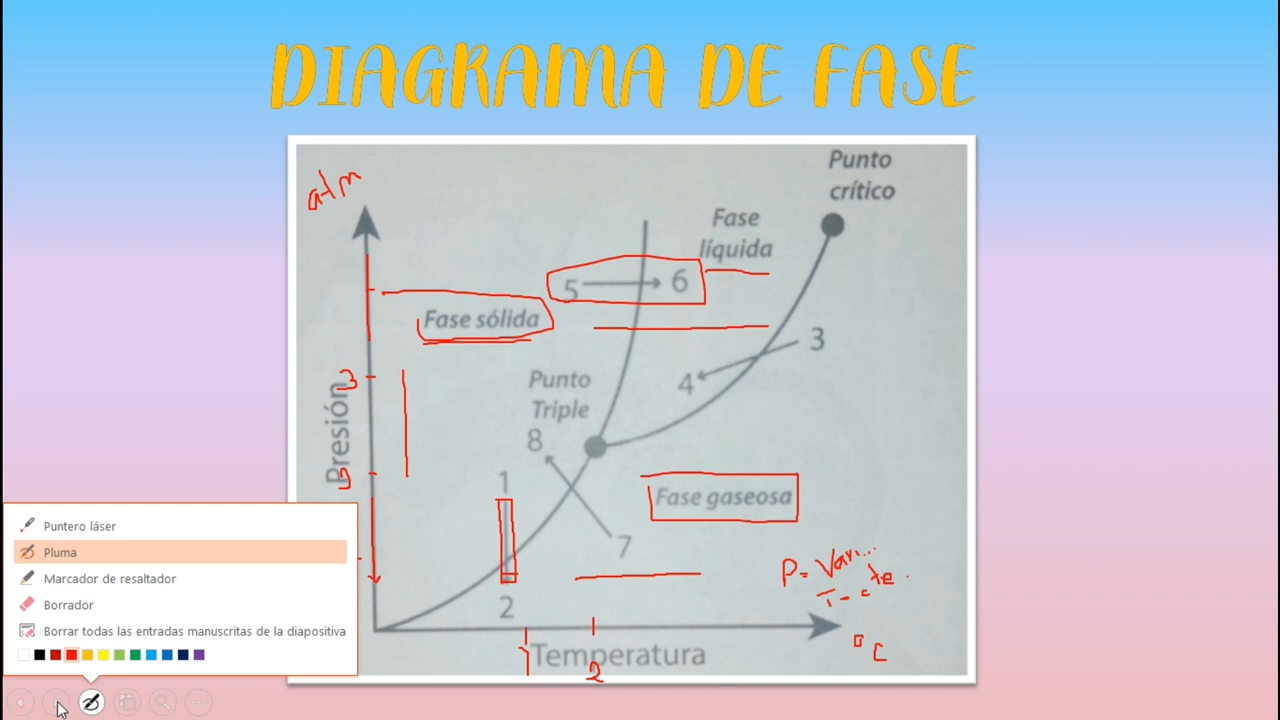 DIAGRAMA DE FASE
Punto
crítico
atm
Fase
líquida
5
6
Fase sólida
3
Punto
Triple
4
3
Presión
8
1
Fase gaseosa
7
2
P=
T = cte
°C
1
2
Temperatura
Puntero láser
Pluma
Marcador de resaltador
Borrador
Borrar todas las entradas manuscritas de la diapositiva